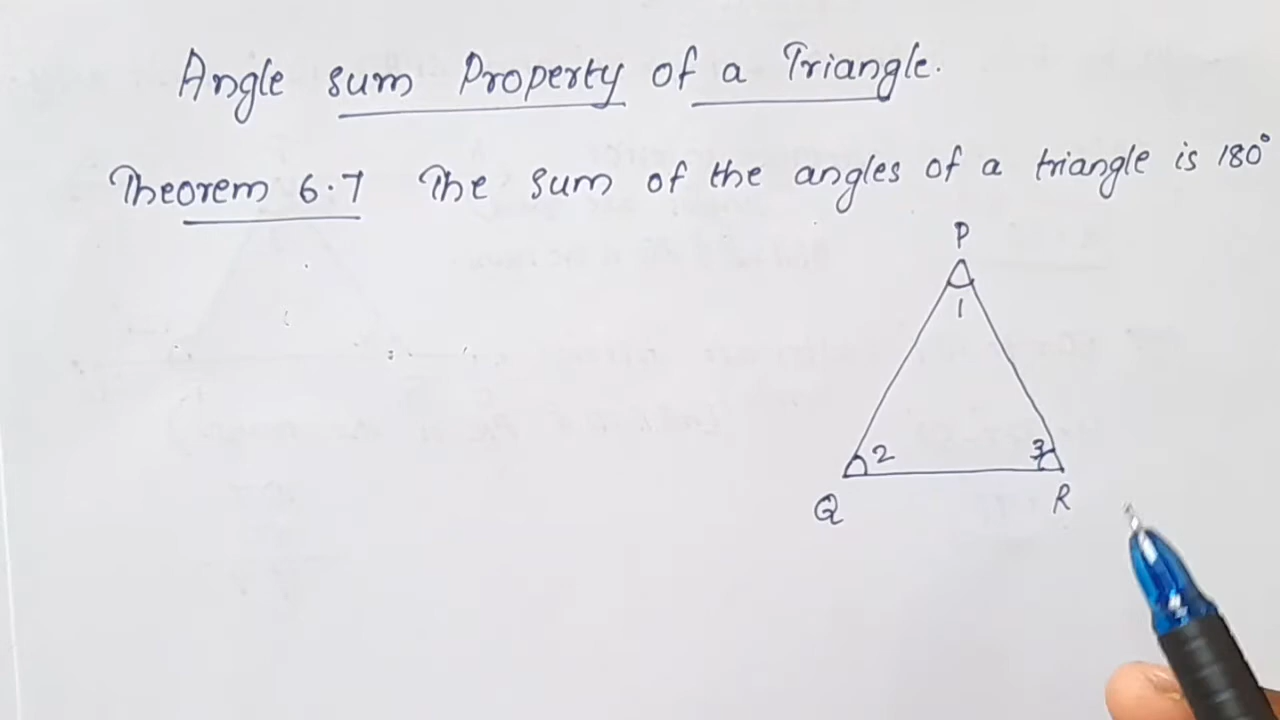 Angle sum Property of a Triangle.
Theorem 6.7 The sum of the angles of a triangle is 180°
P
1
2
3
Q
R